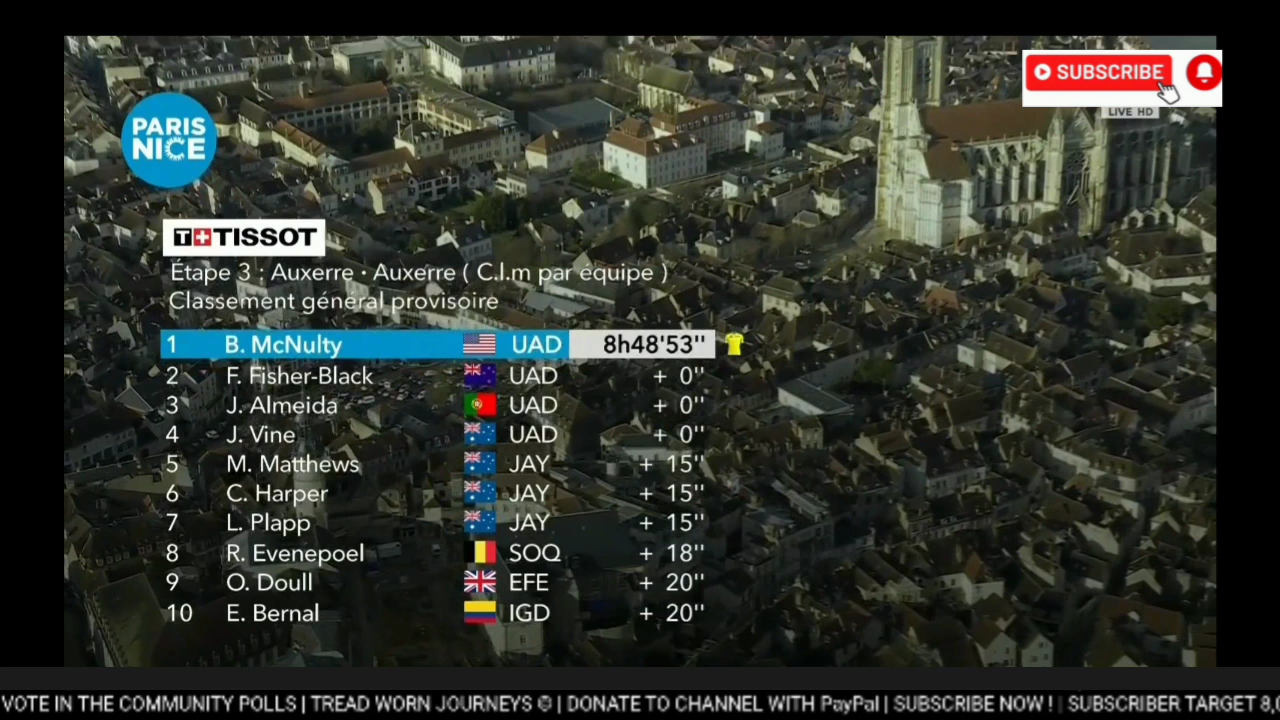 SUBSCRIBE
LIVE HD
PARIS
NICE
T+TISSOT
Étape 3 : Auxerre • Auxerre ( C.l.m par équipe )
Classement général provisoire
1 B. McNulty UAD 8h48'53''
2 F. Fisher-Black UAD + 0''
3 J. Almeida UAD + 0''
4 J. Vine UAD + 0''
5 M. Matthews JAY + 15''
6 C. Harper JAY + 15''
7 L. Plapp JAY + 15''
8 R. Evenepoel SOQ + 18''
9 O. Doull EFE + 20''
10 E. Bernal IGD + 20''
VOTE IN THE COMMUNITY POLLS | TREAD WORN JOURNEYS © | DONATE TO CHANNEL WITH PayPal | SUBSCRIBE NOW ! | SUBSCRIBER TARGET 8,